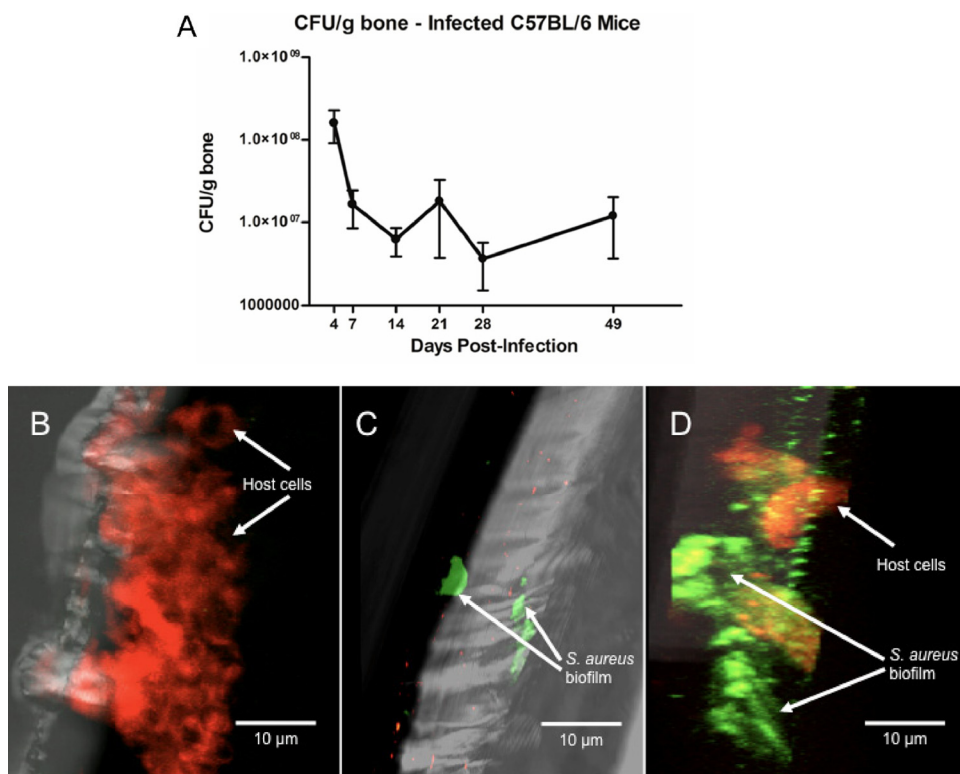 A
CFU/g bone - Infected C57BL/6 Mice
CFU/g bone
1.0×10⁰⁹
1.0×10⁰⁸
1.0×10⁰⁷
1000000
4 7 14 21 28 49
Days Post-Infection
B
Host cells
10 µm
C
S. aureus
biofilm
10 µm
D
Host cells
S. aureus
biofilm
10 µm